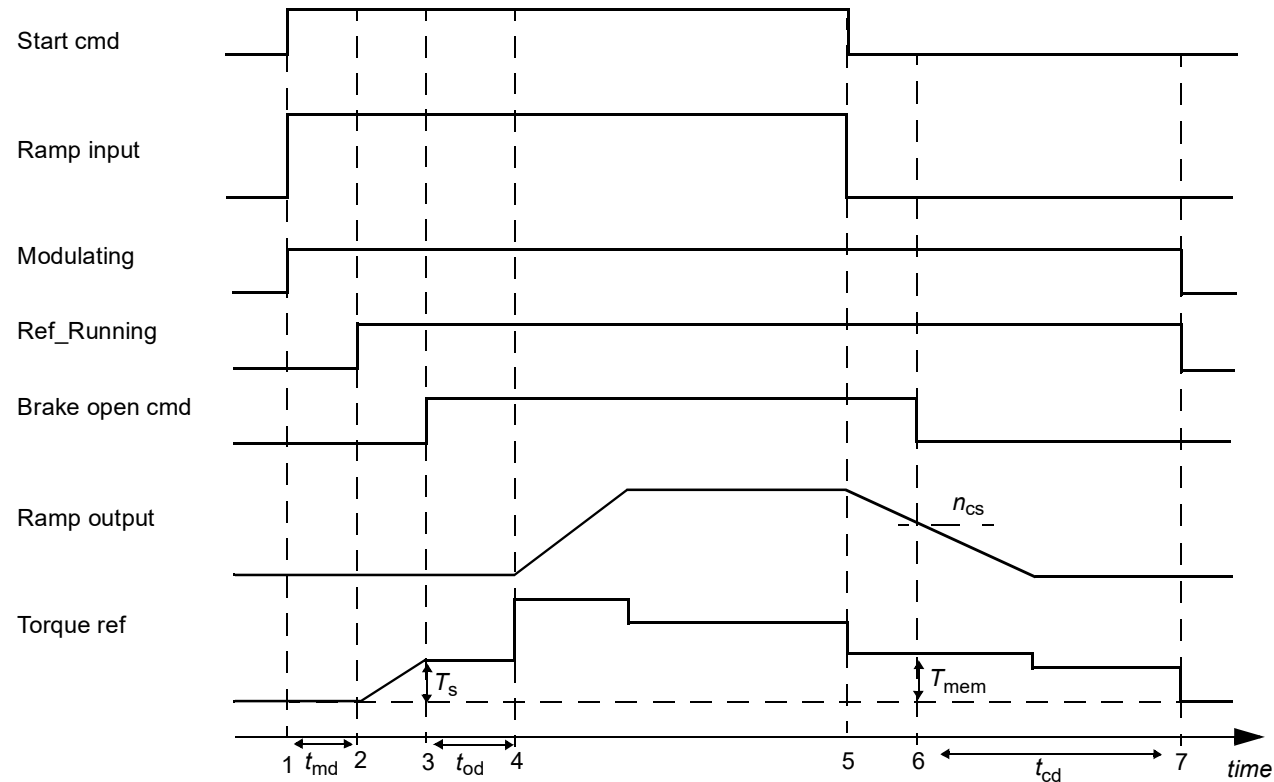 Start cmd
Ramp input
Modulating
Ref_Running
Brake open cmd
Ramp output
ncs
Torque ref
Ts
Tmem
1 tmd 2 3 tod 4 5 6 tcd 7 time